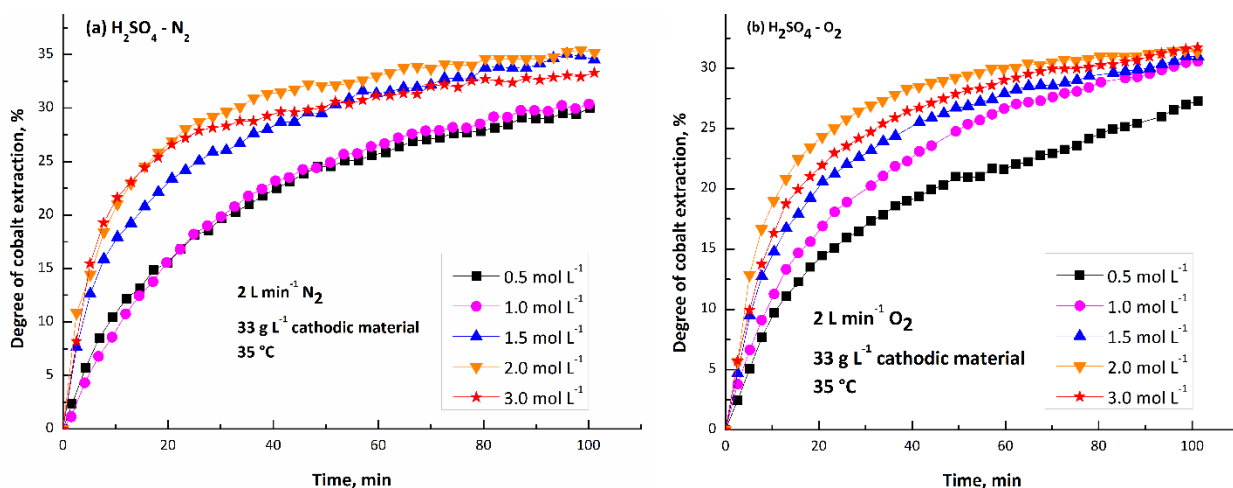 (a) H₂SO₄ - N₂
Degree of cobalt extraction, %
35
30
25
20
15
10
5
0
2 L min⁻¹ N₂
33 g L⁻¹ cathodic material
35 °C
0.5 mol L⁻¹
1.0 mol L⁻¹
1.5 mol L⁻¹
2.0 mol L⁻¹
3.0 mol L⁻¹
0 20 40 60 80 100
Time, min
(b) H₂SO₄ - O₂
Degree of cobalt extraction, %
30
25
20
15
10
5
0
2 L min⁻¹ O₂
33 g L⁻¹ cathodic material
35 °C
0.5 mol L⁻¹
1.0 mol L⁻¹
1.5 mol L⁻¹
2.0 mol L⁻¹
3.0 mol L⁻¹
0 20 40 60 80 100
Time, min